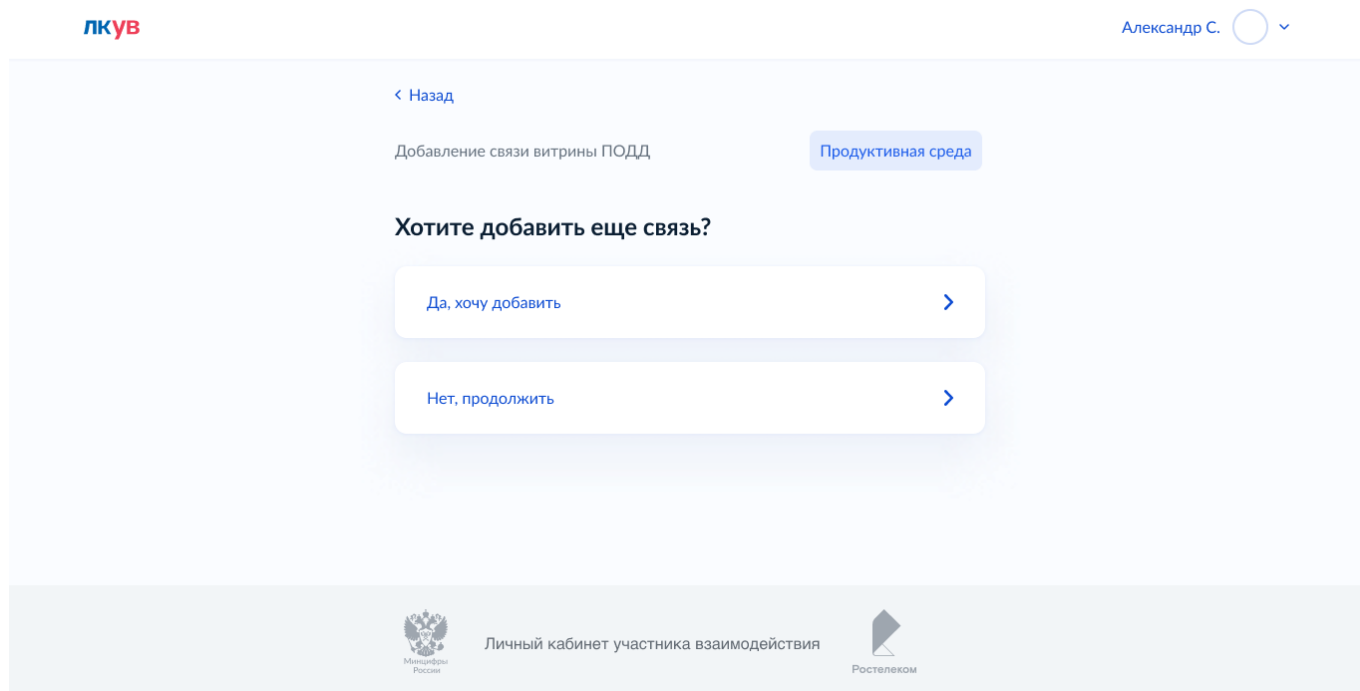 ЛКУВ
Александр С.
Назад
Добавление связи витрины ПОДД
Продуктивная среда
Хотите добавить еще связь?
Да, хочу добавить
Нет, продолжить
Минцифры
России
Личный кабинет участника взаимодействия
Ростелеком